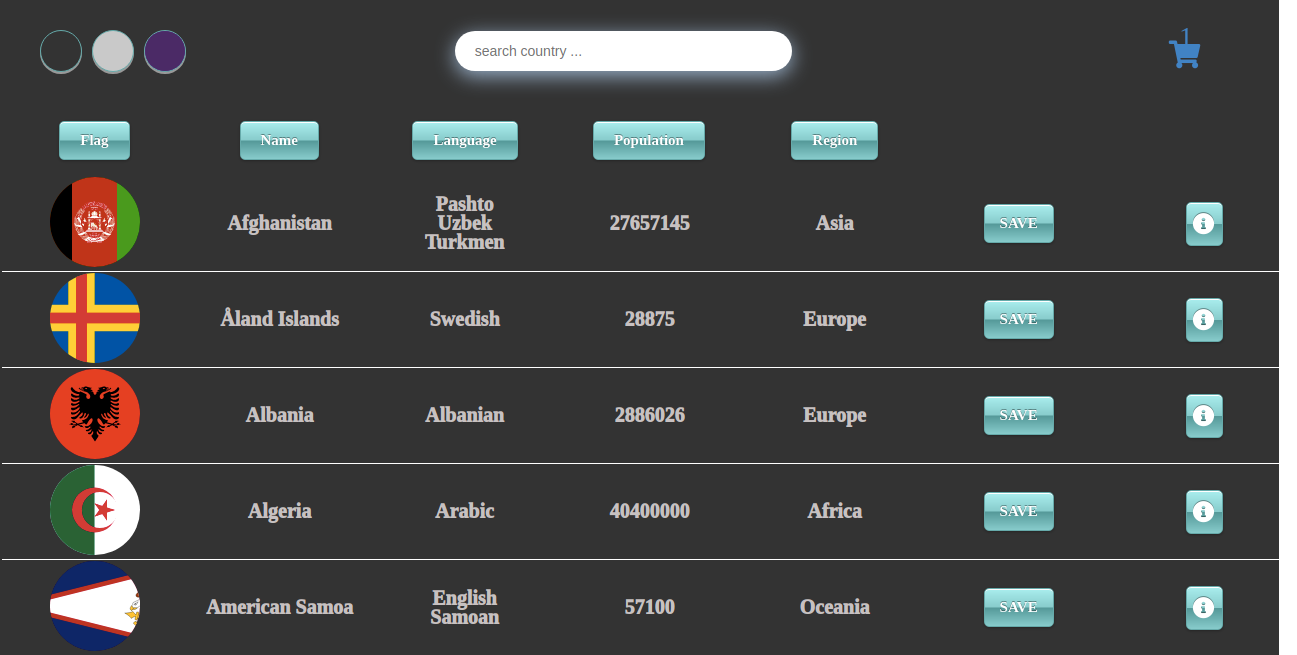 search country ...
1
Flag
Name
Language
Population
Region
Afghanistan
Pashto
Uzbek
Turkmen
27657145
Asia
SAVE
i
Åland Islands
Swedish
28875
Europe
SAVE
i
Albania
Albanian
2886026
Europe
SAVE
i
Algeria
Arabic
40400000
Africa
SAVE
i
American Samoa
English
Samoan
57100
Oceania
SAVE
i